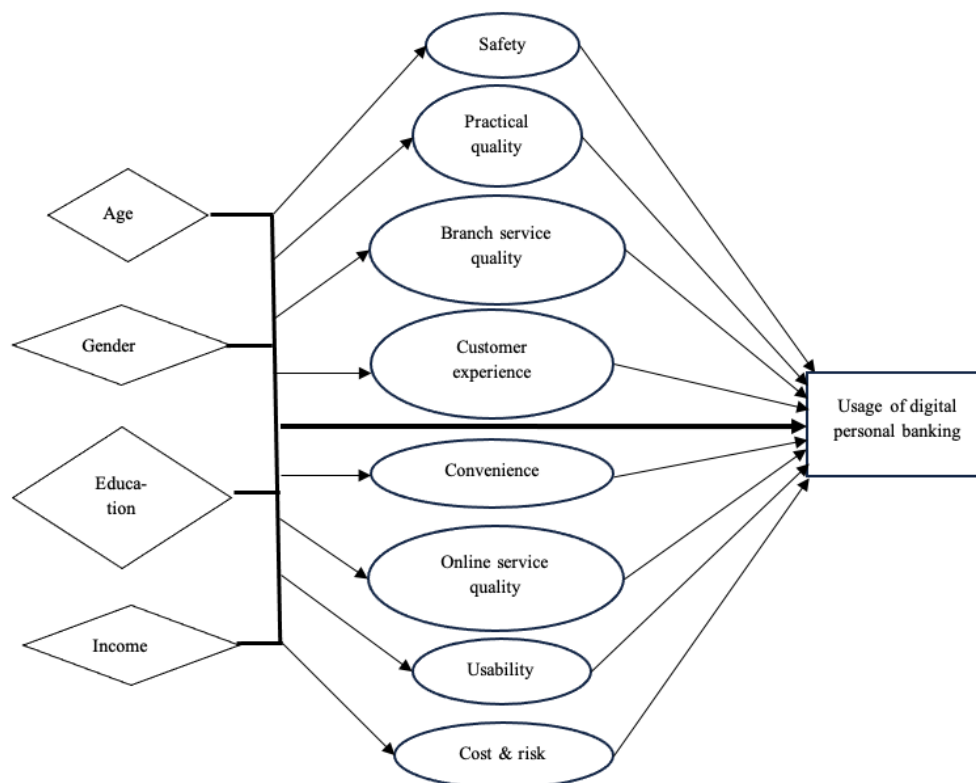 Safety
Practical
quality
Age
Branch service
quality
Gender
Customer
experience
Usage of digital
personal banking
Convenience
Educa-
tion
Online service
quality
Income
Usability
Cost & risk